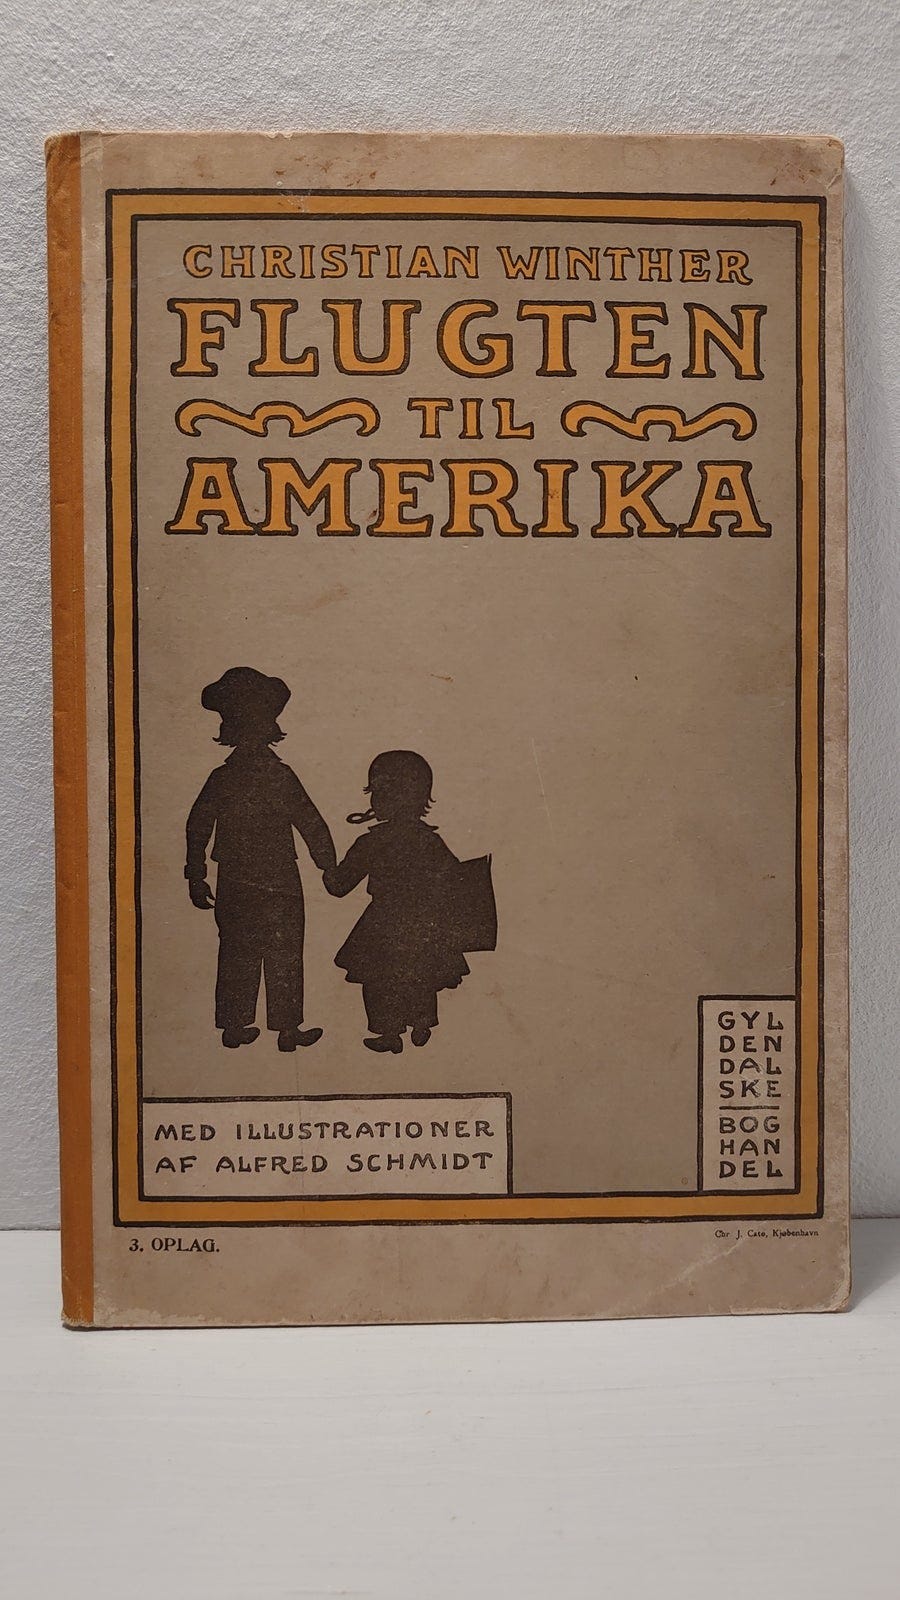 CHRISTIAN WINTHER
FLUGTEN
TIL
AMERIKA
MED ILLUSTRATIONER
AF ALFRED SCHMIDT
GYL
DEN
DAL
SKE
BOG
HAN
DEL
3. OPLAG.
Chr. J. Cato, Kjøbenhavn